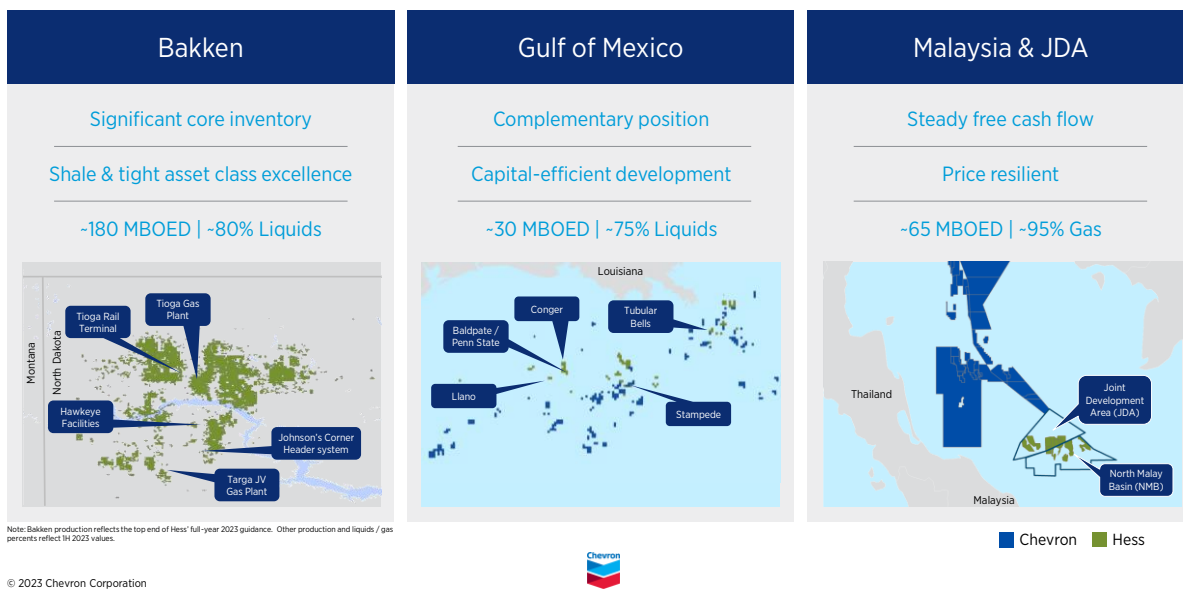 Bakken
Significant core inventory
Shale & tight asset class excellence
~180 MBOED | ~80% Liquids
Montana
North Dakota
Tioga Rail
Terminal
Tioga Gas
Plant
Hawkeye
Facilities
Johnson's Corner
Header system
Targa JV
Gas Plant
Gulf of Mexico
Complementary position
Capital-efficient development
~30 MBOED | ~75% Liquids
Louisiana
Conger
Tubular
Bells
Baldpate /
Penn State
Llano
Stampede
Malaysia & JDA
Steady free cash flow
Price resilient
~65 MBOED | ~95% Gas
Thailand
Joint
Development
Area (JDA)
North Malay
Basin (NMB)
Malaysia
Note: Bakken production reflects the top end of Hess' full-year 2023 guidance. Other production and liquids / gas
percents reflect 1H 2023 values.
Chevron
Hess
Chevron
© 2023 Chevron Corporation